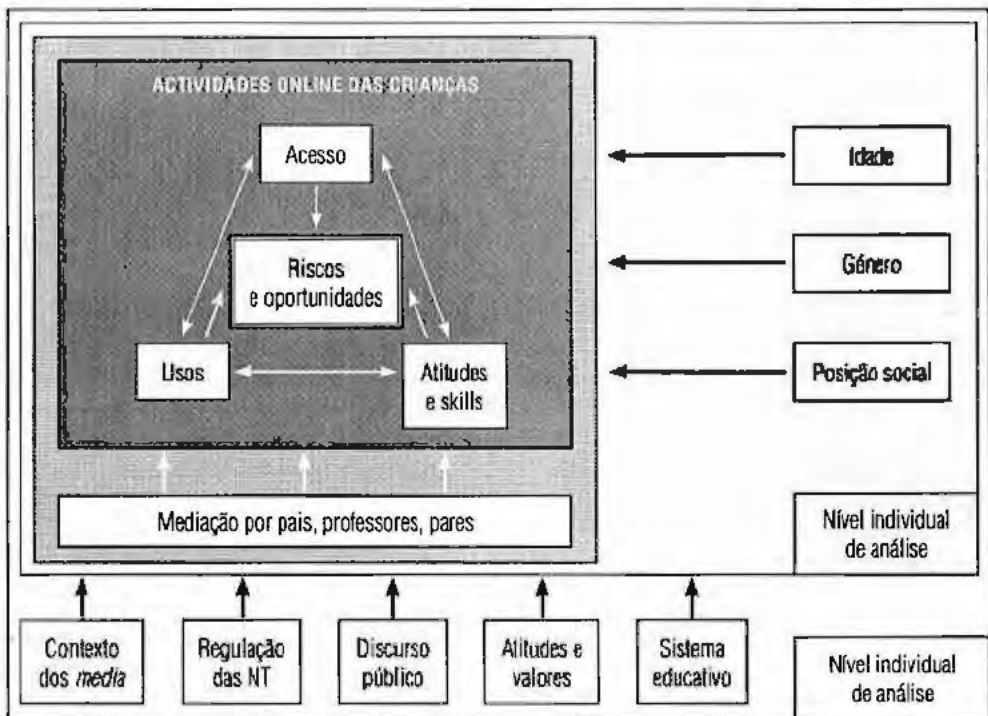 ACTIVIDADES ONLINE DAS CRIANÇAS
Acesso
Riscos
e oportunidades
Usos
Atitudes
e skills
Mediação por pais, professores, pares
Idade
Género
Posição social
Nível individual
de análise
Contexto
dos media
Regulação
das NT
Discurso
público
Atitudes e
valores
Sistema
educativo
Nível individual
de análise